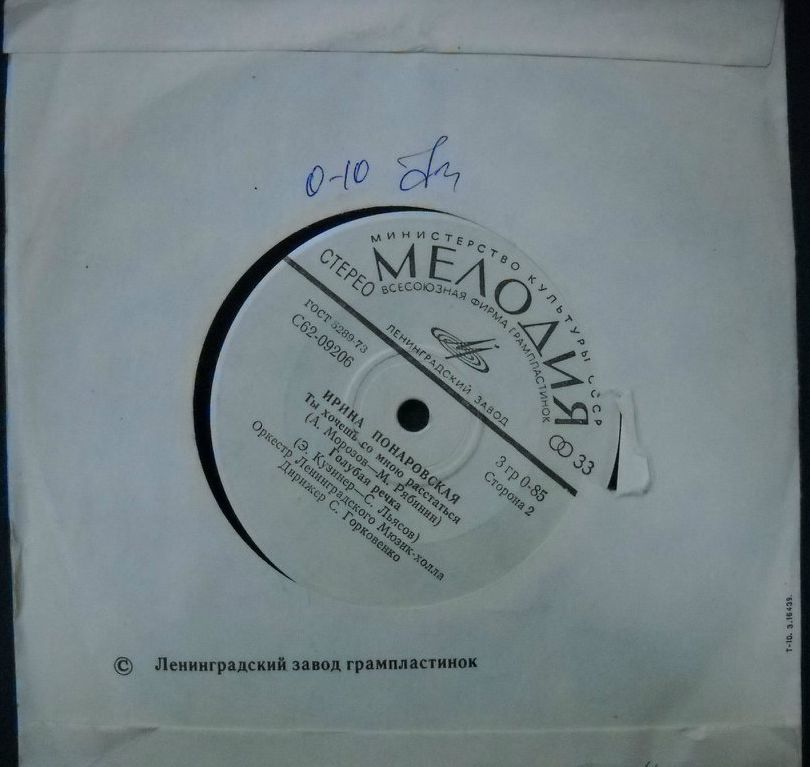 0-10
МИНИСТЕРСТВО КУЛЬТУРЫ СССР
МЕЛОДИЯ
ВСЕСОЮЗНАЯ ФИРМА ГРАМПЛАСТИНОК
СТЕРЕО
ЛЕНИНГРАДСКИЙ ЗАВОД
33
ГОСТ 5289-73
С62-09206
3 гр 0-85
Сторона 2
ИРИНА ПОНАРОВСКАЯ
Ты хочешь со мною расстаться
(А. Морозов—М. Рябинин)
Голубая речка
(Э. Кузинер—С. Льясов)
Оркестр Ленинградского Мюзик-холла
Дирижер С. Горковенко
© Ленинградский завод грампластинок
Т-10. З.16439.